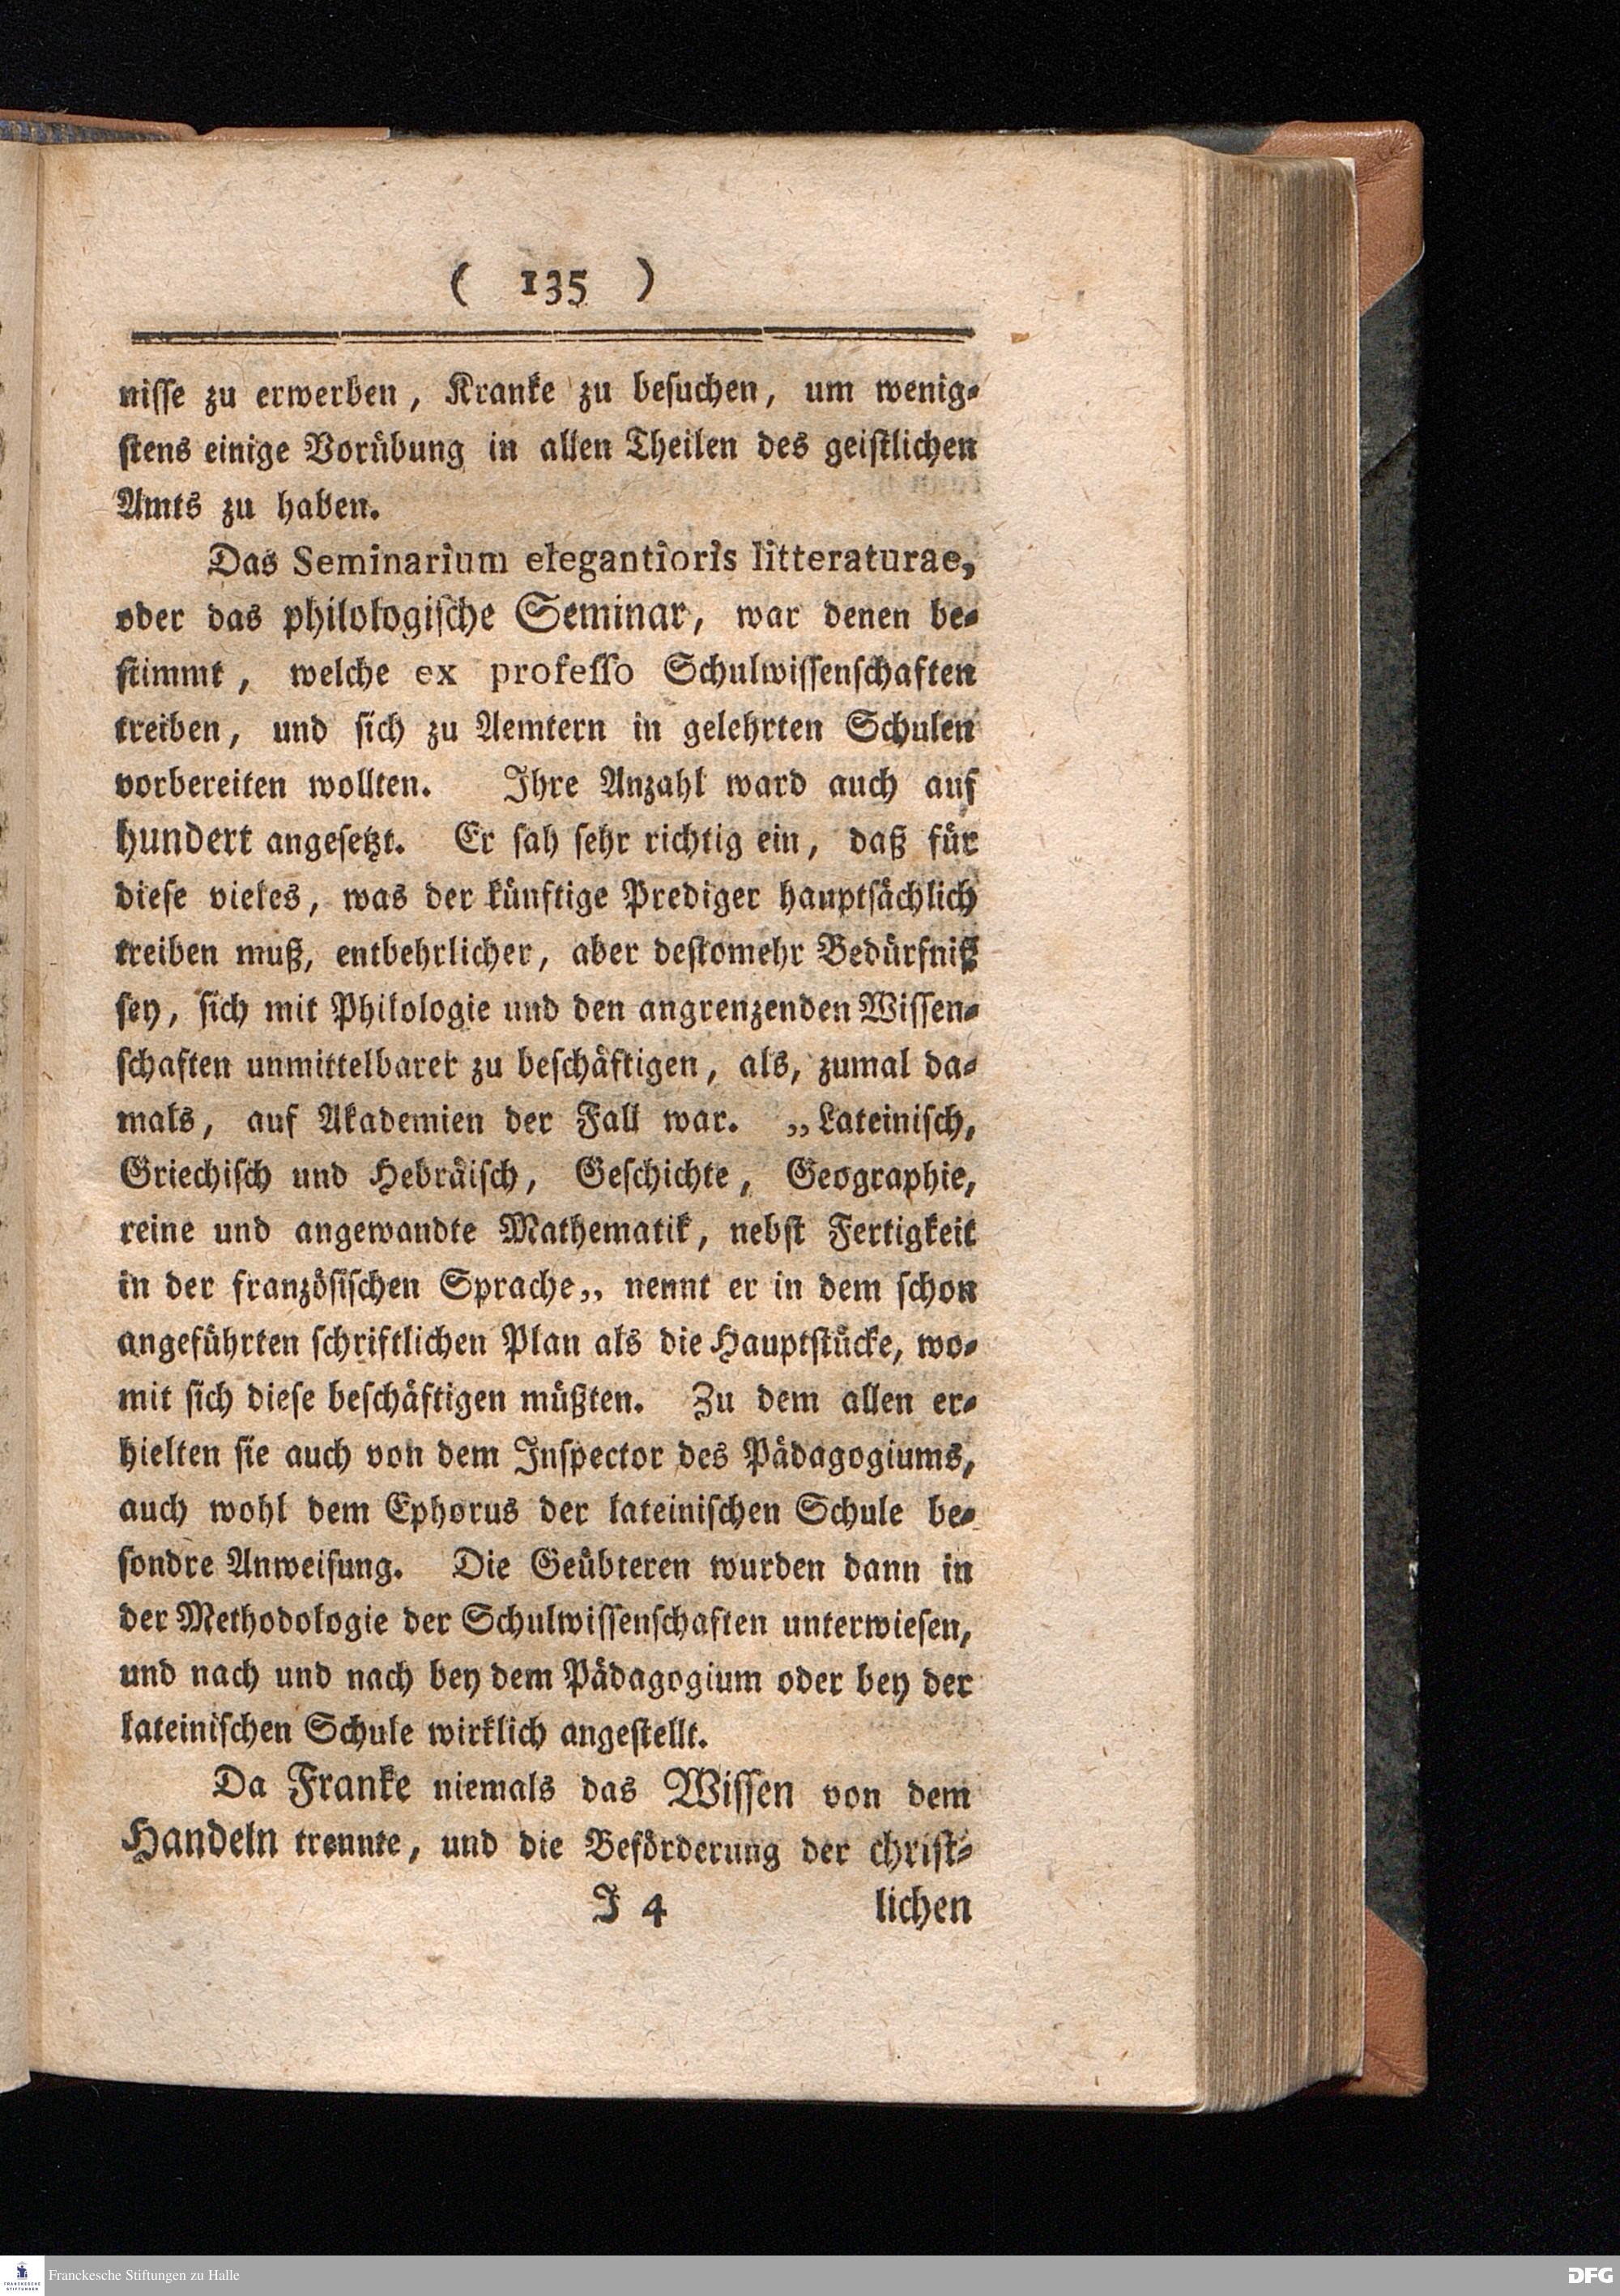 ( 135 )
nisse zu erwerben, Kranke zu besuchen, um wenig-
stens einige Vorübung in allen Theilen des geistlichen
Amts zu haben.
Das Seminarium elegantioris litteraturae,
oder das philologische Seminar, war denen be-
stimmt, welche ex professo Schulwissenschaften
treiben, und sich zu Aemtern in gelehrten Schulen
vorbereiten wollten. Ihre Anzahl ward auch auf
hundert angesetzt. Er sah sehr richtig ein, daß für
diese vieles, was der künftige Prediger hauptsächlich
treiben muß, entbehrlicher, aber destomehr Bedürfniß
sey, sich mit Philologie und den angrenzenden Wissen-
schaften unmittelbarer zu beschäftigen, als, zumal da-
mals, auf Akademien der Fall war. „Lateinisch,
Griechisch und Hebräisch, Geschichte, Geographie,
reine und angewandte Mathematik, nebst Fertigkeit
in der französischen Sprache„ nennt er in dem schon
angeführten schriftlichen Plan als die Hauptstücke, wo-
mit sich diese beschäftigen müßten. Zu dem allen er-
hielten sie auch von dem Inspector des Pädagogiums,
auch wohl dem Ephorus der lateinischen Schule be-
sondre Anweisung. Die Geübteren wurden dann in
der Methodologie der Schulwissenschaften unterwiesen,
und nach und nach bey dem Pädagogium oder bey der
lateinischen Schule wirklich angestellt.
Da Franke niemals das Wissen von dem
Handeln trennte, und die Beförderung der christ-
J 4 lichen
FRANCKESCHE STIFTUNGEN
Franckesche Stiftungen zu Halle
DFG